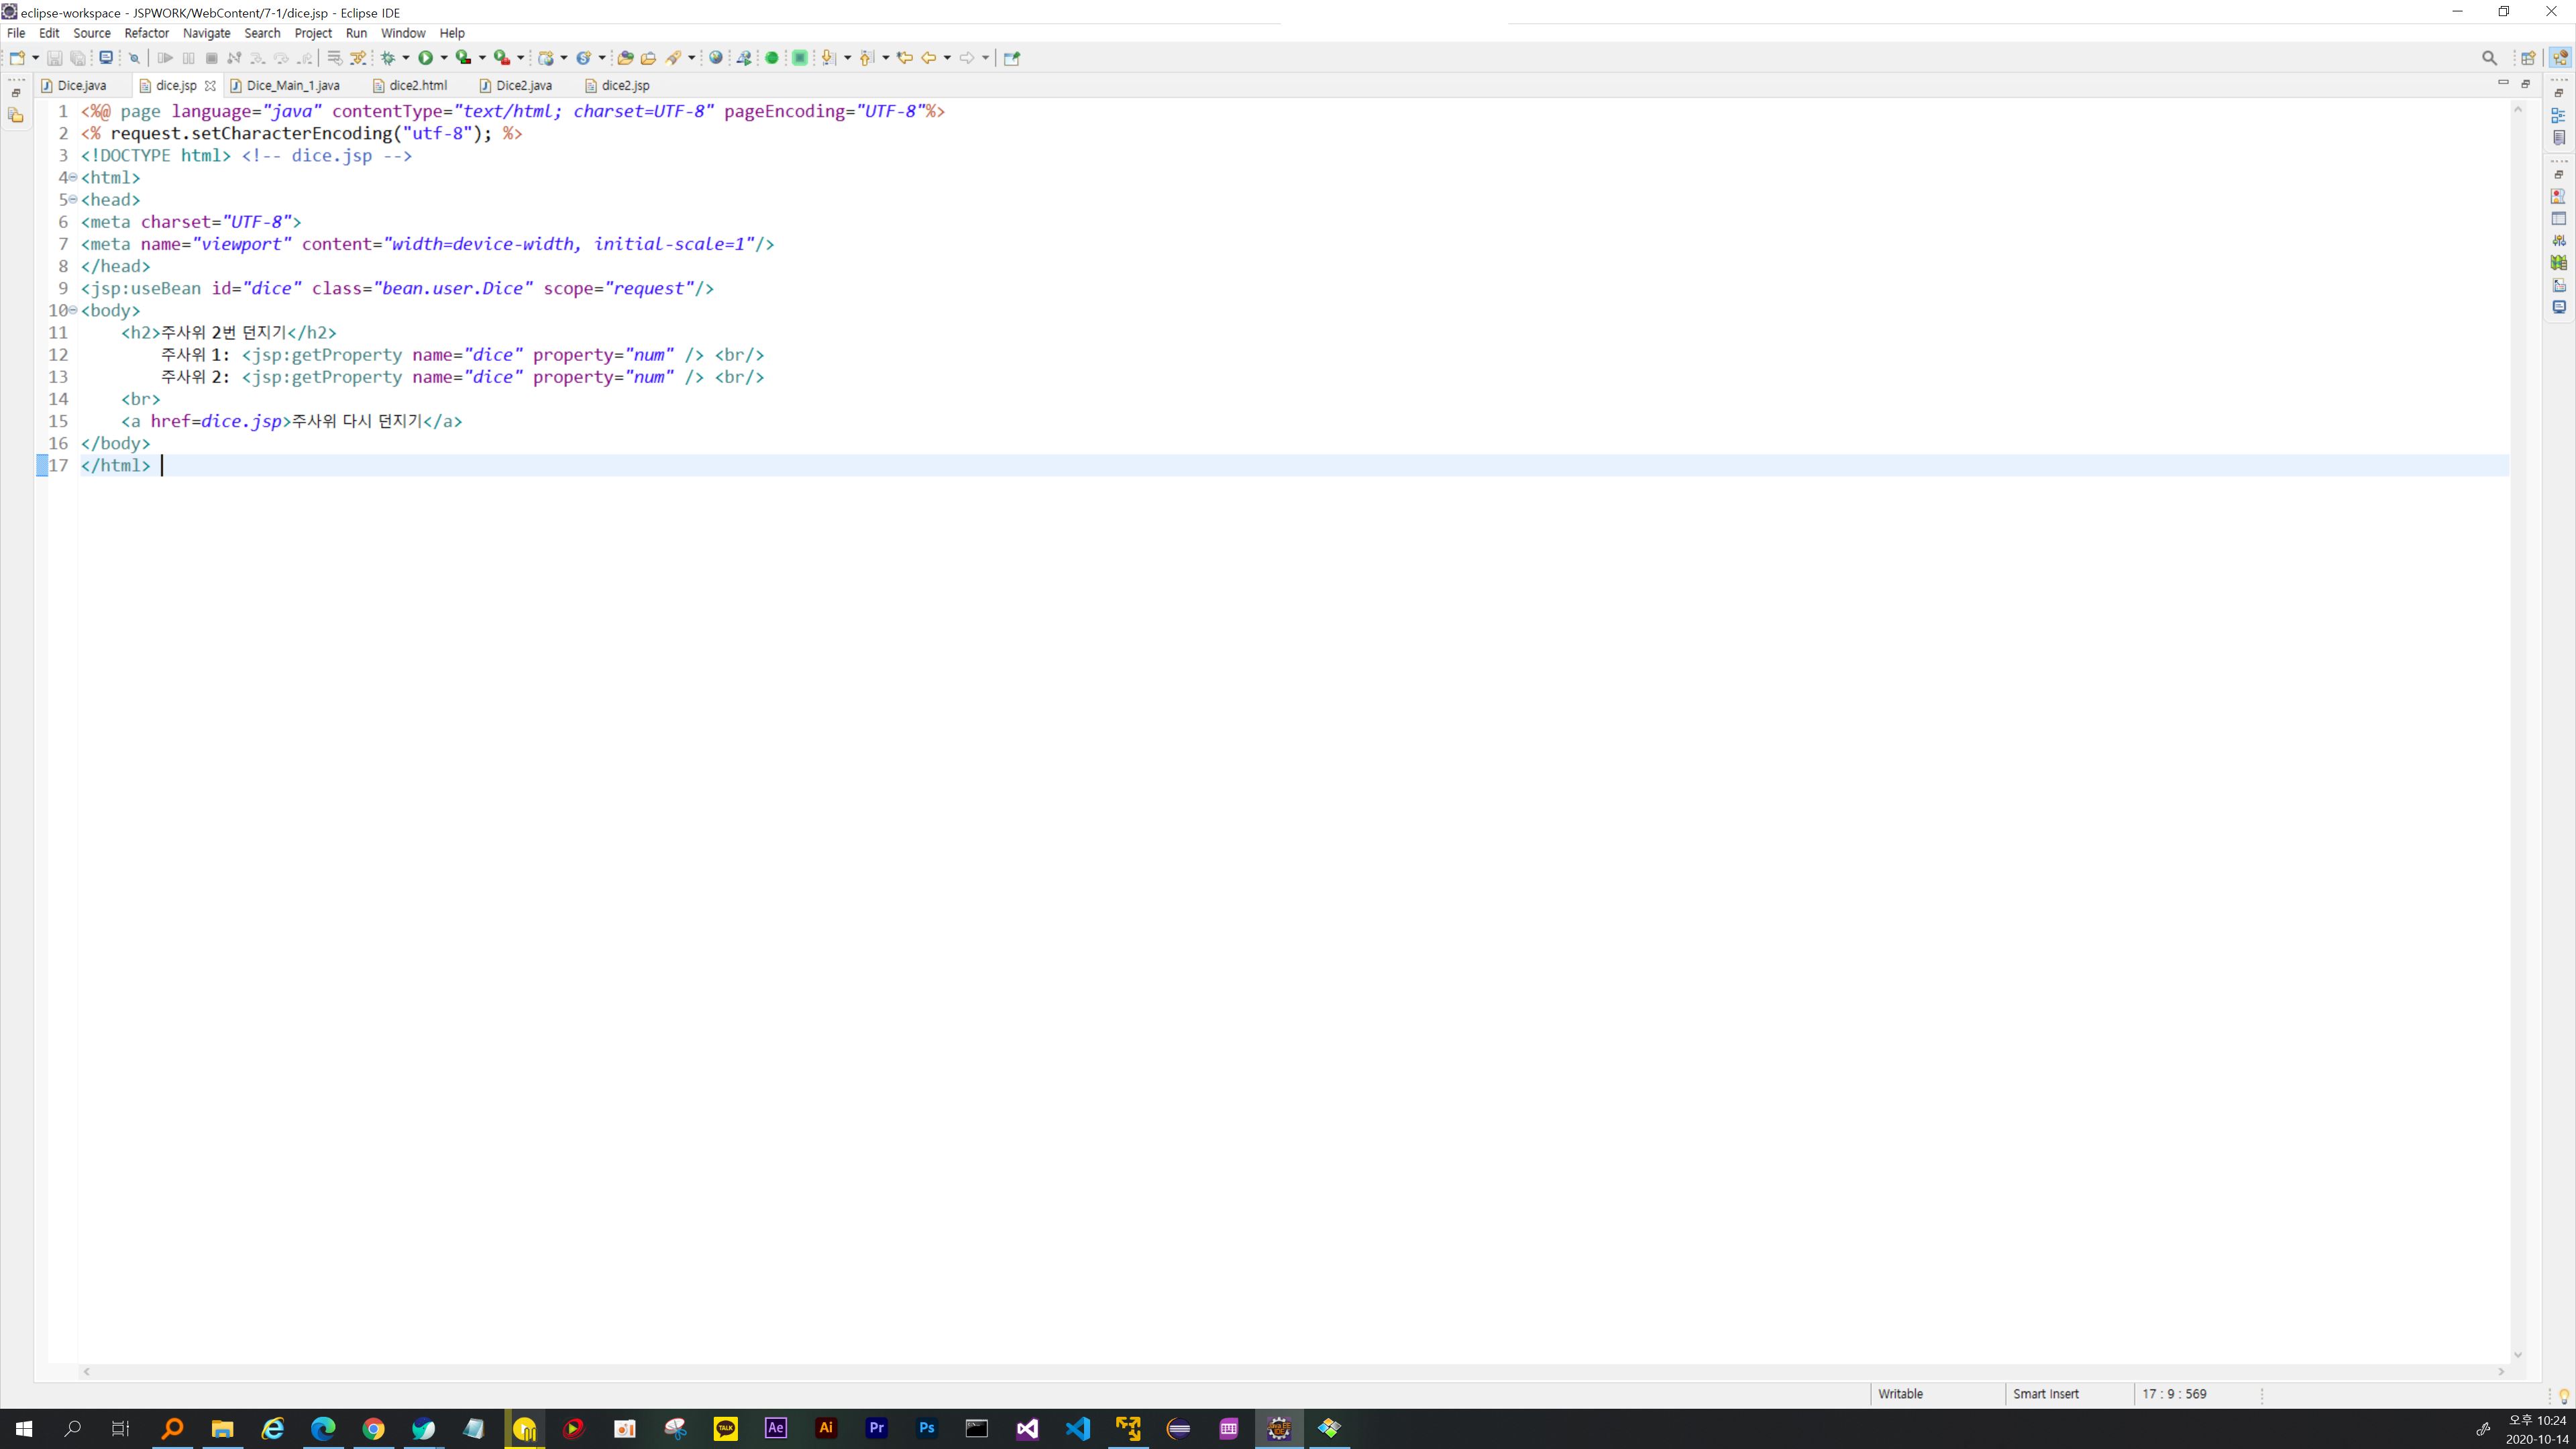 eclipse-workspace - JSPWORK/WebContent/7-1/dice.jsp - Eclipse IDE
File Edit Source Refactor Navigate Search Project Run Window Help
Dice.java dice.jsp Dice_Main_1.java dice2.html Dice2.java dice2.jsp
1 <%@ page language="java" contentType="text/html; charset=UTF-8" pageEncoding="UTF-8"%>
2 <% request.setCharacterEncoding("utf-8"); %>
3 <!DOCTYPE html> <!-- dice.jsp -->
4 <html>
5 <head>
6 <meta charset="UTF-8">
7 <meta name="viewport" content="width=device-width, initial-scale=1"/>
8 </head>
9 <jsp:useBean id="dice" class="bean.user.Dice" scope="request"/>
10 <body>
11 <h2>주사위 2번 던지기</h2>
12 주사위 1: <jsp:getProperty name="dice" property="num" /> <br/>
13 주사위 2: <jsp:getProperty name="dice" property="num" /> <br/>
14 <br>
15 <a href=dice.jsp>주사위 다시 던지기</a>
16 </body>
17 </html>
Writable Smart Insert 17 : 9 : 569
TALK Ae Ai Pr Ps
오후 10:24
2020-10-14